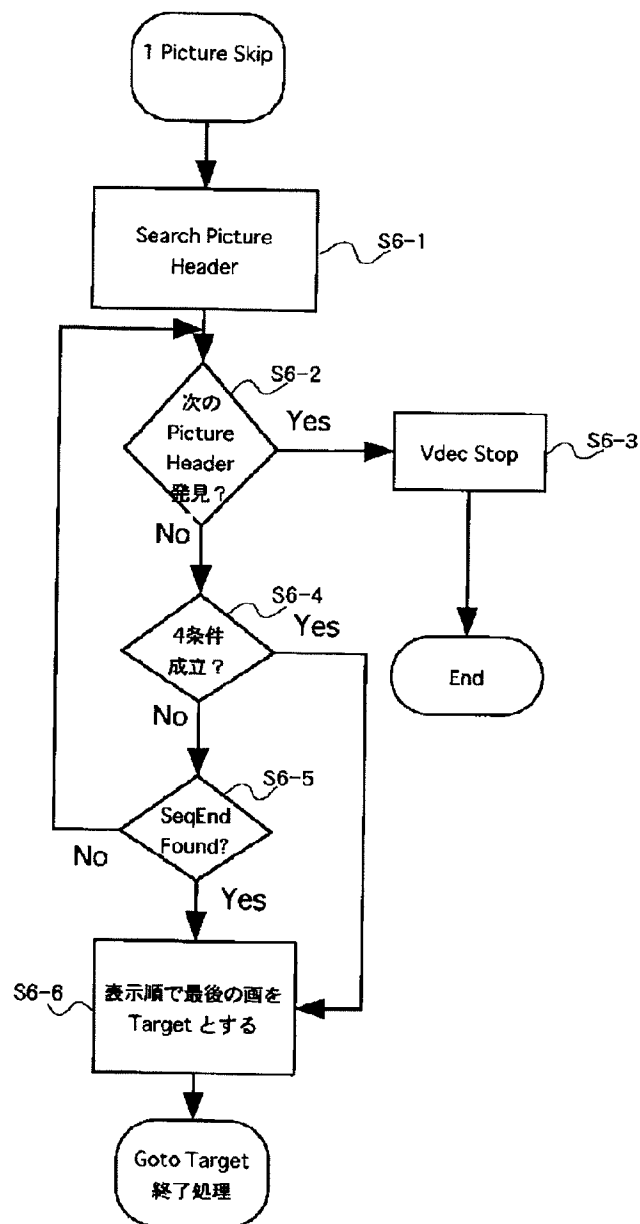 1 Picture Skip
Search Picture
Header
S6-1
S6-2
次の
Picture
Header
発見？
Yes
No
Vdec Stop
S6-3
End
S6-4
4条件
成立？
Yes
No
S6-5
SeqEnd
Found?
No
Yes
S6-6
表示順で最後の画を
Target とする
Goto Target
終了処理